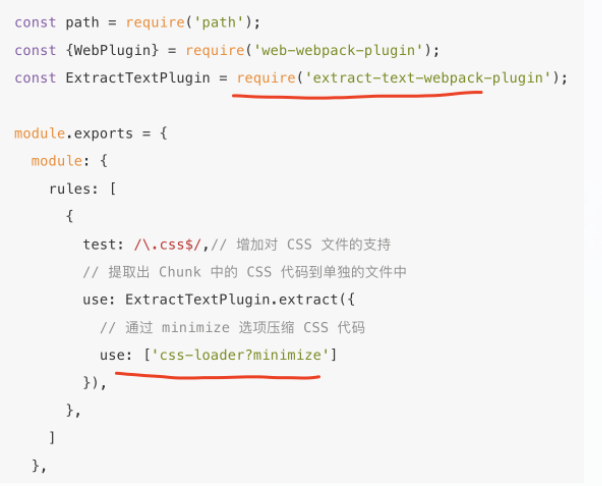 const path = require('path');
const {WebPlugin} = require('web-webpack-plugin');
const ExtractTextPlugin = require('extract-text-webpack-plugin');
module.exports = {
module: {
rules: [
{
test: /\.css$/,// 增加对 CSS 文件的支持
// 提取出 Chunk 中的 CSS 代码到单独的文件中
use: ExtractTextPlugin.extract({
// 通过 minimize 选项压缩 CSS 代码
use: ['css-loader?minimize']
}),
},
]
},